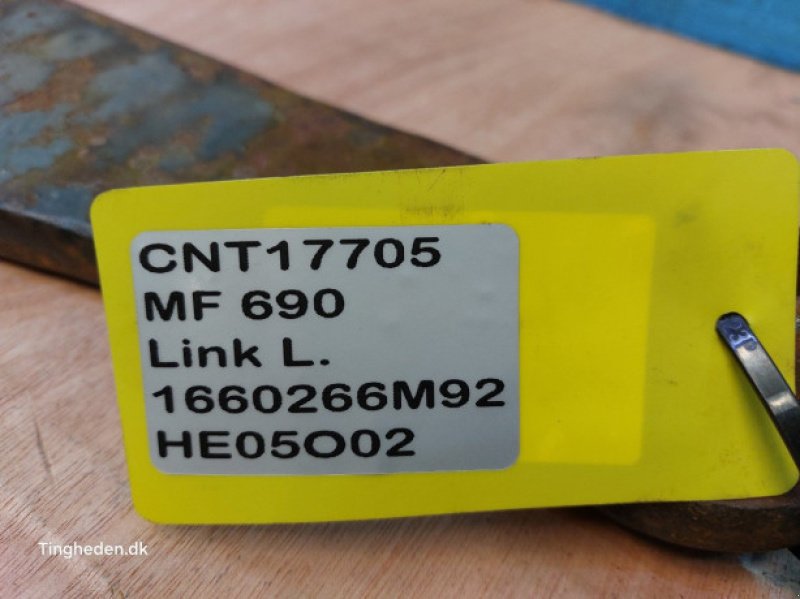 CNT17705
MF 690
Link L.
1660266M92
HE05O02
Tingheden.dk